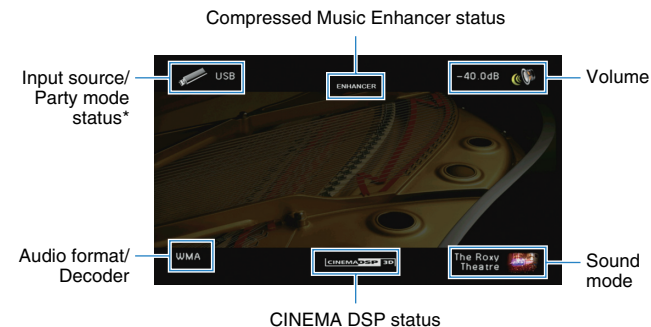 Compressed Music Enhancer status
Input source/
Party mode
status*
USB
ENHANCER
-40.0dB
Volume
Audio format/
Decoder
WMA
CINEMA DSP 3D
The Roxy
Theatre
Sound
mode
CINEMA DSP status